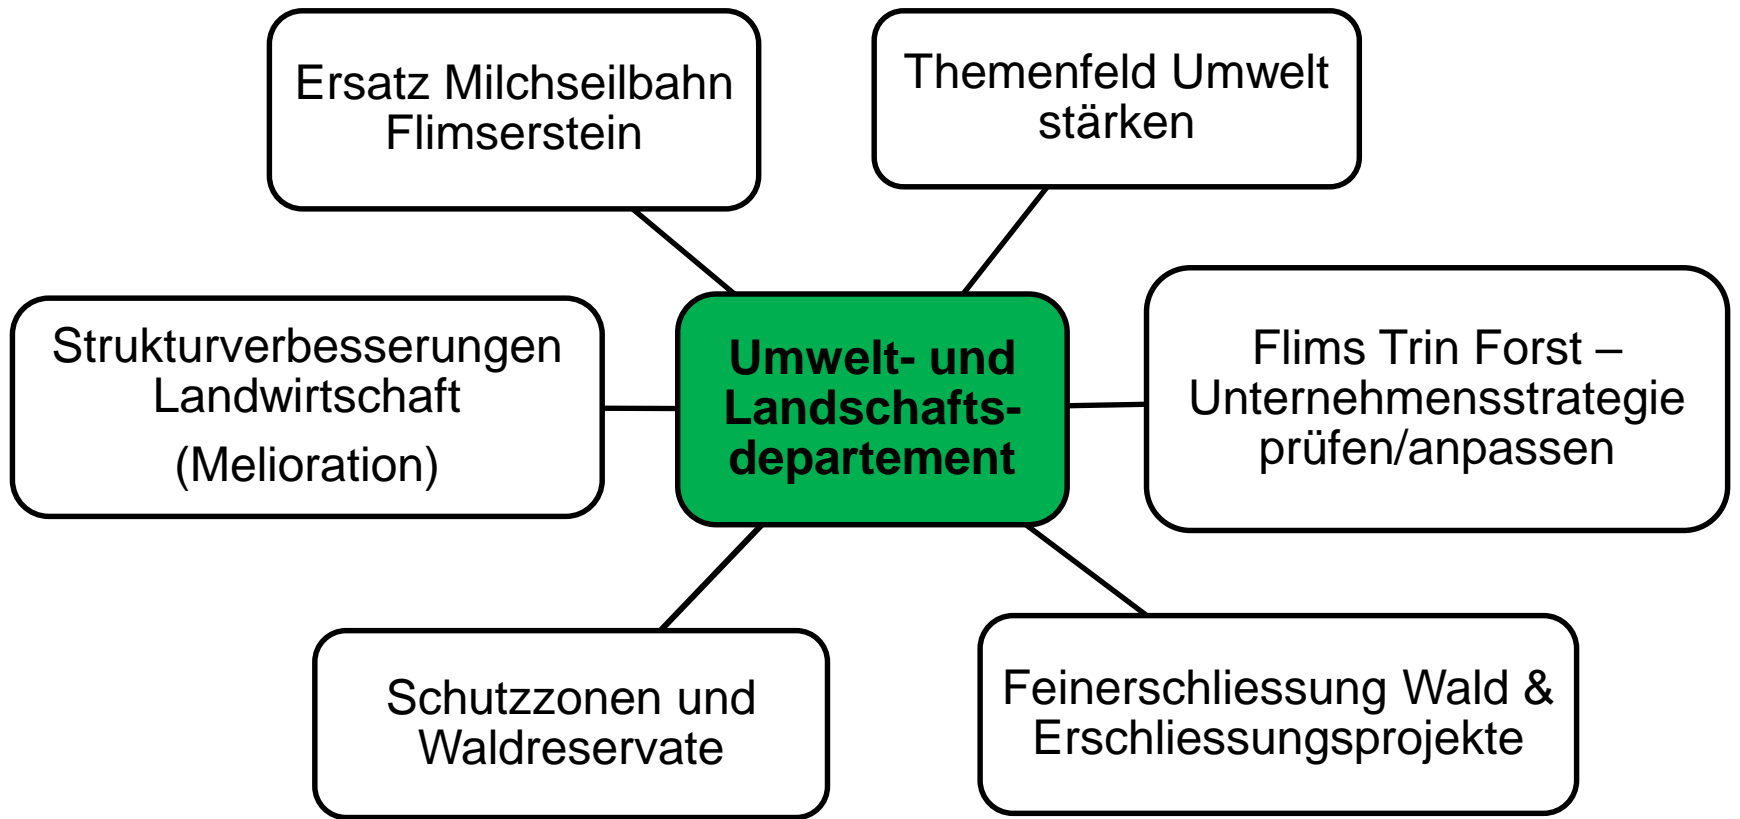 Ersatz Milchseilbahn
Flimserstein
Themenfeld Umwelt
stärken
Strukturverbesserungen
Landwirtschaft
(Melioration)
Umwelt- und
Landschafts-
departement
Flims Trin Forst –
Unternehmensstrategie
prüfen/anpassen
Schutzzonen und
Waldreservate
Feinerschliessung Wald &
Erschliessungsprojekte